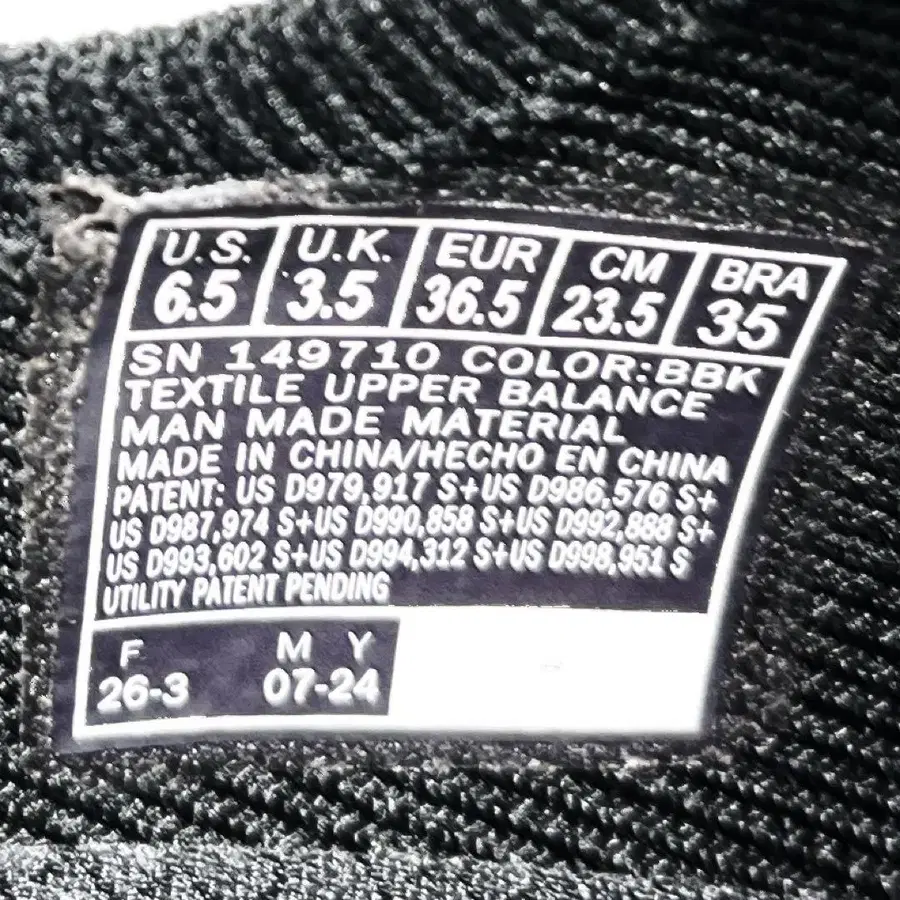 U.S. U.K. EUR CM BRA
6.5 3.5 36.5 23.5 35
SN 149710 COLOR:BBK
TEXTILE UPPER BALANCE
MAN MADE MATERIAL
MADE IN CHINA/HECHO EN CHINA
PATENT: US D979,917 S+US D986,576 S+
US D987,974 S+US D990,858 S+US D992,888 S+
US D993,602 S+US D994,312 S+US D998,951 S
UTILITY PATENT PENDING
F M Y
26-3 07-24